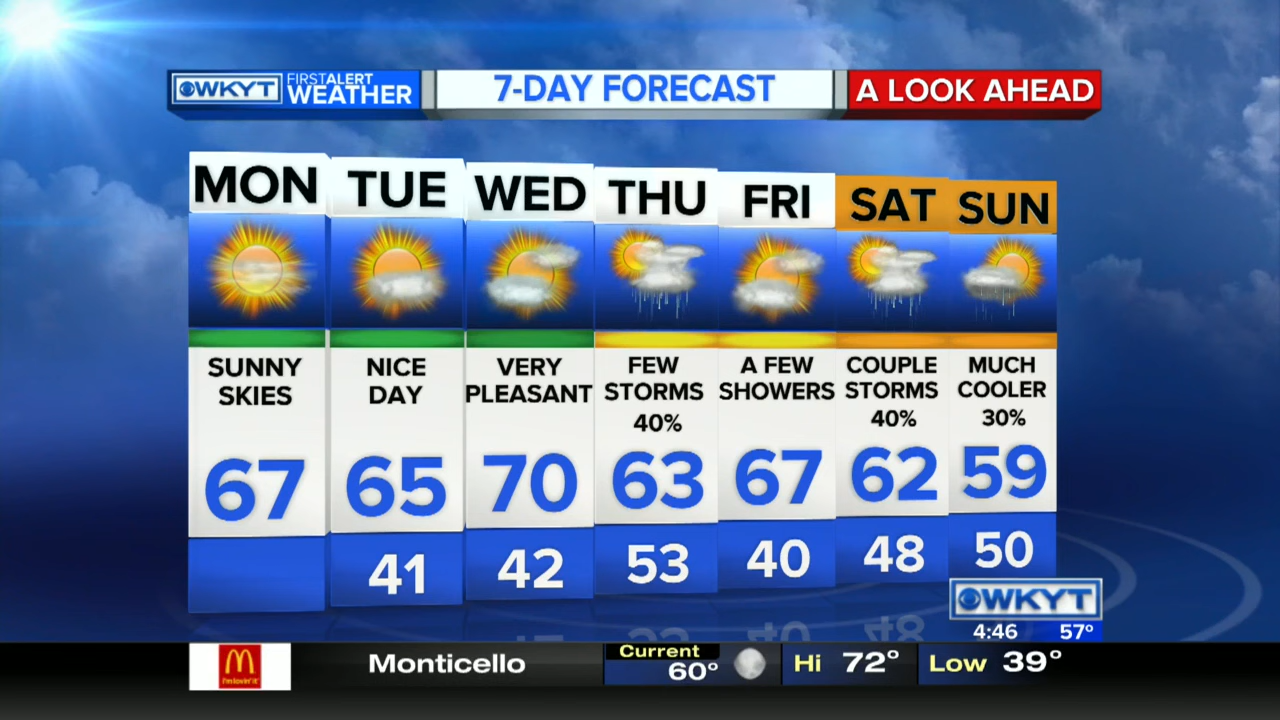 WKYT FIRST ALERT WEATHER
7-DAY FORECAST
A LOOK AHEAD
MON TUE WED THU FRI SAT SUN
SUNNY SKIES
NICE DAY
VERY PLEASANT
FEW STORMS 40%
A FEW SHOWERS
COUPLE STORMS 40%
MUCH COOLER 30%
67 65 70 63 67 62 59
41 42 53 40 48 50
WKYT
4:46 57°
M i'm lovin' it
Monticello
Current 60°
Hi 72°
Low 39°